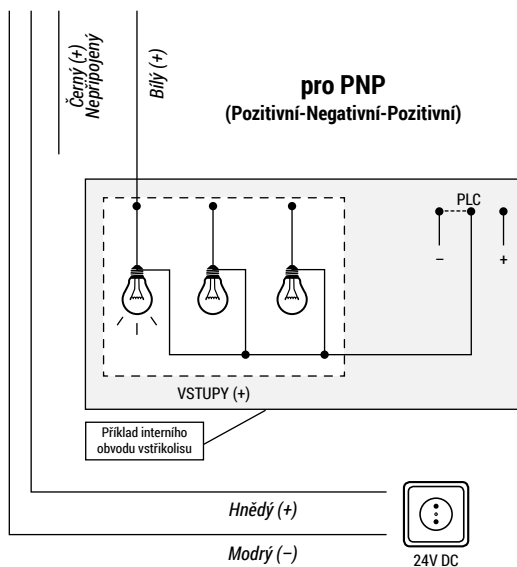 Černý (+)
Nepřipojený
Bílý (+)
pro PNP
(Pozitivní-Negativní-Pozitivní)
PLC
–
+
VSTUPY (+)
Příklad interního
obvodu vstřikolisu
Hnědý (+)
Modrý (–)
24V DC